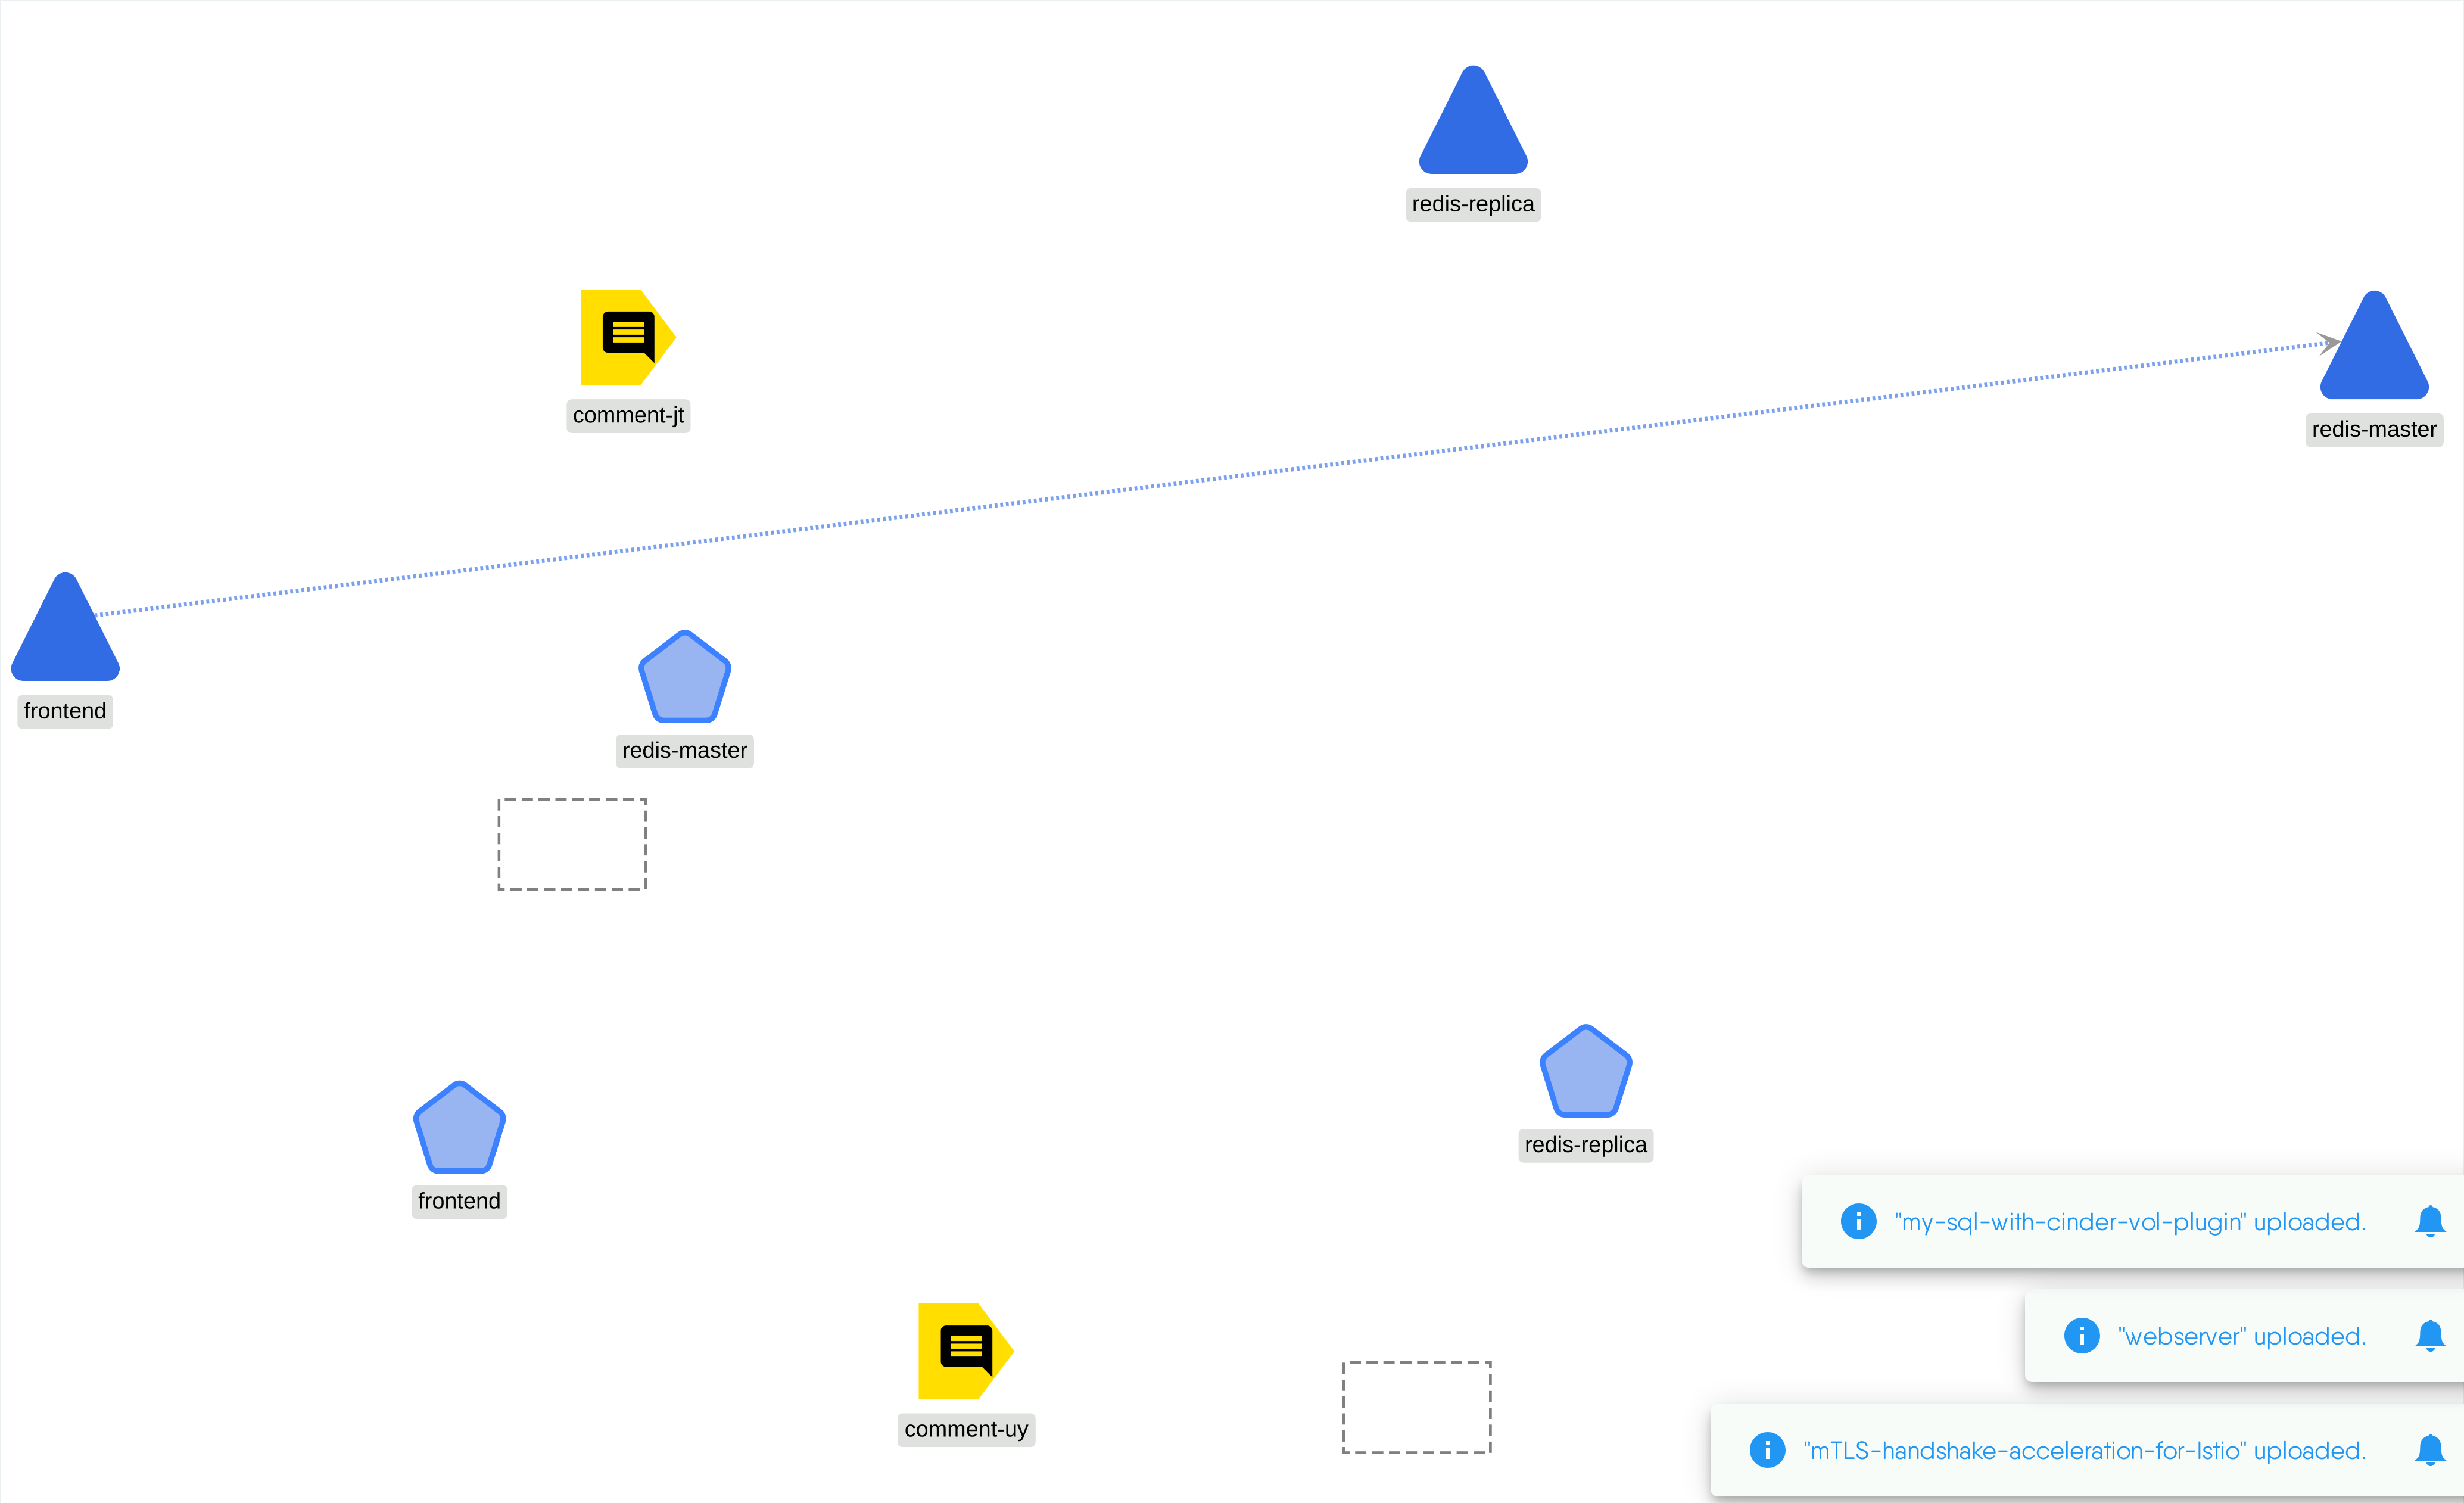 redis-replica
comment-jt
redis-master
frontend
redis-master
redis-replica
frontend
"my-sql-with-cinder-vol-plugin" uploaded.
"webserver" uploaded.
comment-uy
"mTLS-handshake-acceleration-for-Istio" uploaded.